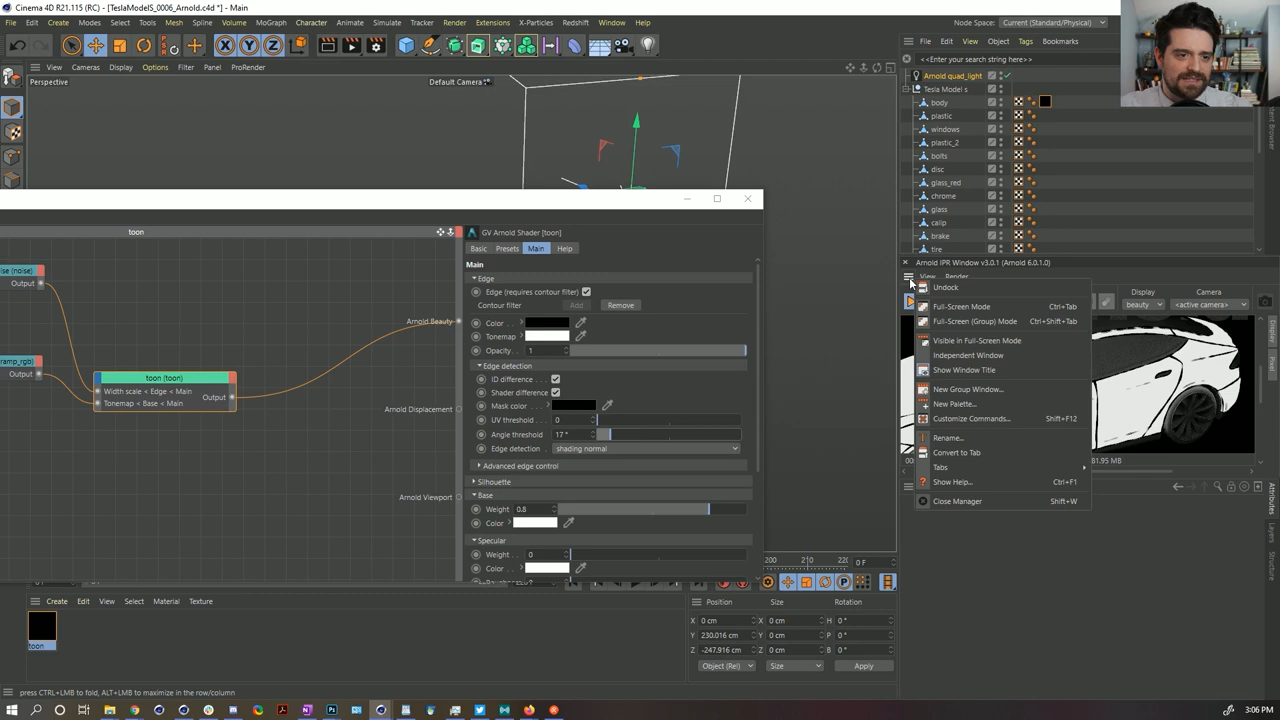 Cinema 4D R21.115 (RC) - [TeslaModelS_0006_Arnold.c4d *] - Main
File Edit Create Modes Select Tools Mesh Spline Volume MoGraph Character Animate Simulate Tracker Render Extensions X-Particles Redshift Window Help
Node Space: Current (Standard/Physical)
File Edit View Object Tags Bookmarks
<<Enter your search string here>>
View Cameras Display Options Filter Panel ProRender
Perspective
Default Camera
Arnold quad_light
Tesla Model s
body
plastic
windows
plastic_2
bolts
disc
glass_red
chrome
glass
calip
brake
tire
toon
Output
Output
toon (toon)
Width scale < Edge < Main
Tonemap < Base < Main
Output
Arnold Beauty
Arnold Displacement
Arnold Viewport
GV Arnold Shader [toon]
Basic Presets Main Help
Main
Edge
Edge (requires contour filter)
Contour filter Add Remove
Color
Tonemap
Opacity 1
Edge detection
ID difference
Shader difference
Mask color
UV threshold 0
Angle threshold 17 °
Edge detection shading normal
Advanced edge control
Silhouette
Base
Weight 0.8
Color
Specular
Weight 0
Color
Arnold IPR Window v3.0.1 (Arnold 6.0.1.0)
View Render
Display Camera
beauty <active camera>
Undock
Full-Screen Mode Ctrl+Tab
Full-Screen (Group) Mode Ctrl+Shift+Tab
Visible in Full-Screen Mode
Independent Window
Show Window Title
New Group Window...
New Palette...
Customize Commands... Shift+F12
Rename...
Convert to Tab
Tabs
Show Help... Ctrl+F1
Close Manager Shift+W
81.95 MB
Attributes
200 210 0 F
Create Edit View Select Material Texture
toon
Position Size Rotation
X 0 cm X 0 cm H 0 °
Y 230.016 cm Y 0 cm P 0 °
Z -247.916 cm Z 0 cm B 0 °
Object (Rel) Size Apply
press CTRL+LMB to fold, ALT+LMB to maximize in the row/column
3:06 PM